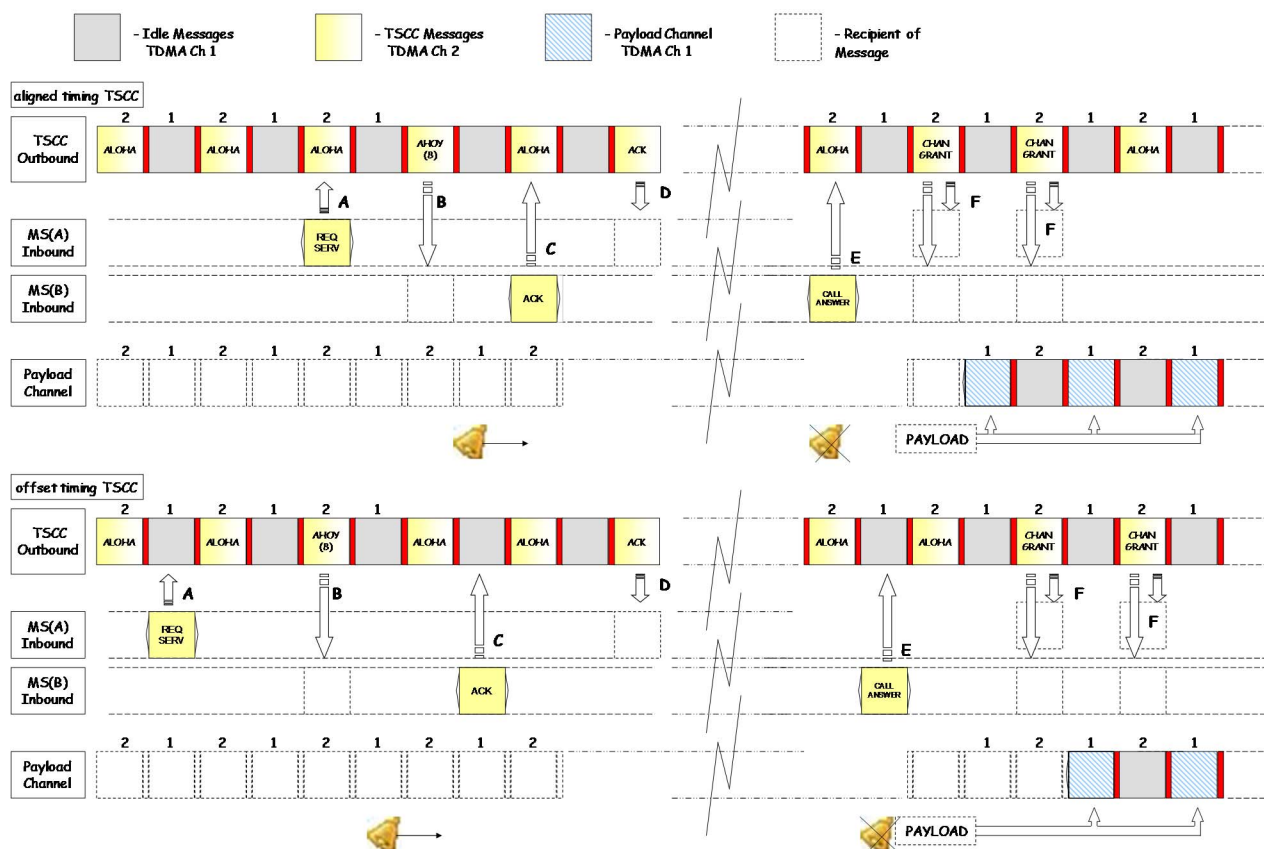 - Idle Messages
TDMA Ch 1
- TSCC Messages
TDMA Ch 2
- Payload Channel
TDMA Ch 1
- Recipient of
Message
aligned timing TSCC
2 1 2 1 2 1 2 1 2 1 2 1
TSCC
Outbound
ALOHA ALOHA ALOHA AHOY
(B) ALOHA ACK ALOHA CHAN
GRANT CHAN
GRANT ALOHA
A B C D E F F
MS(A)
Inbound
REQ
SERV
MS(B)
Inbound
ACK
CALL
ANSWER
2 1 2 2 1 2 1 2 1 2 1 2 1
Payload
Channel
PAYLOAD
offset timing TSCC
2 1 2 1 2 1 2 1 2 1 2 1
TSCC
Outbound
ALOHA ALOHA AHOY
(B) ALOHA ALOHA ACK ALOHA ALOHA CHAN
GRANT CHAN
GRANT
A B C D E F F
MS(A)
Inbound
REQ
SERV
MS(B)
Inbound
ACK
CALL
ANSWER
2 1 2 1 2 2 1 2 1 2 1 2 1
Payload
Channel
PAYLOAD